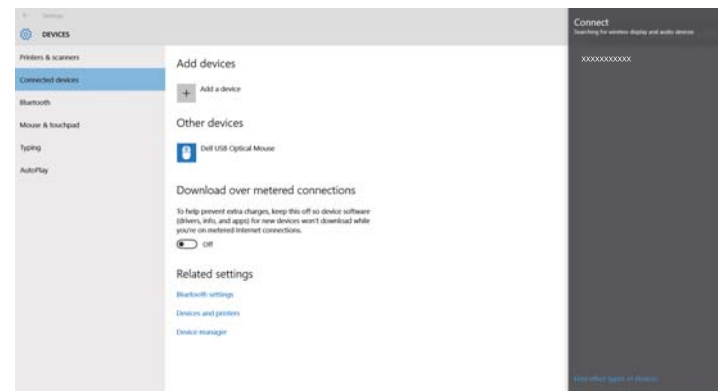 Settings
DEVICES
Printers & scanners
Connected devices
Bluetooth
Mouse & touchpad
Typing
AutoPlay
Add devices
Add a device
Other devices
Dell USB Optical Mouse
Download over metered connections
To help prevent extra charges, keep this off so device software
(drivers, info, and apps) for new devices won't download while
you're on metered Internet connections.
Off
Related settings
Bluetooth settings
Devices and printers
Device manager
Connect
Searching for wireless display and audio devices
xxxxxxxxxxx
Find other types of devices